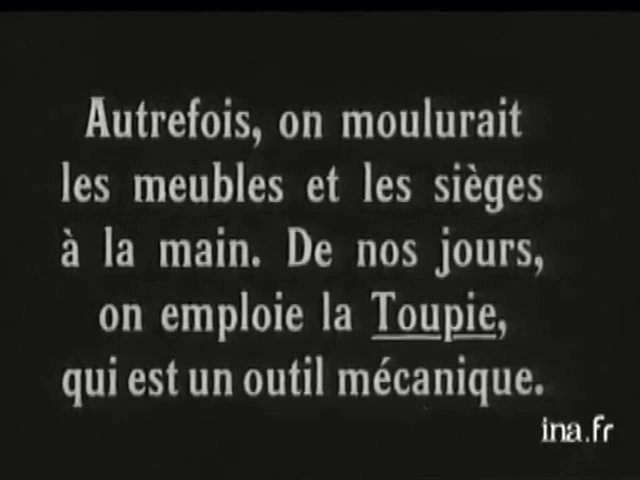 Autrefois, on moulurait
les meubles et les sièges
à la main. De nos jours,
on emploie la Toupie,
qui est un outil mécanique.
ina.fr